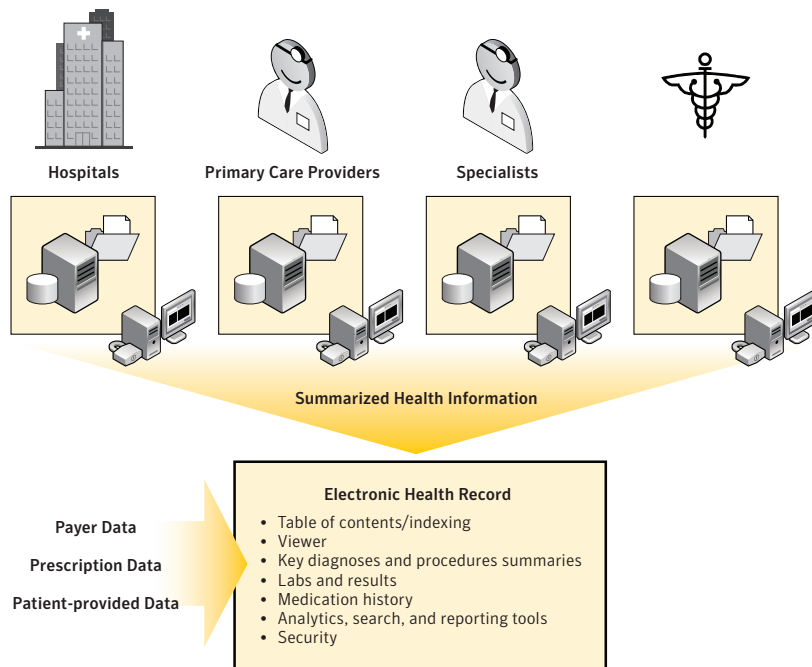 Hospitals
Primary Care Providers
Specialists
Summarized Health Information
Payer Data
Prescription Data
Patient-provided Data
Electronic Health Record
• Table of contents/indexing
• Viewer
• Key diagnoses and procedures summaries
• Labs and results
• Medication history
• Analytics, search, and reporting tools
• Security